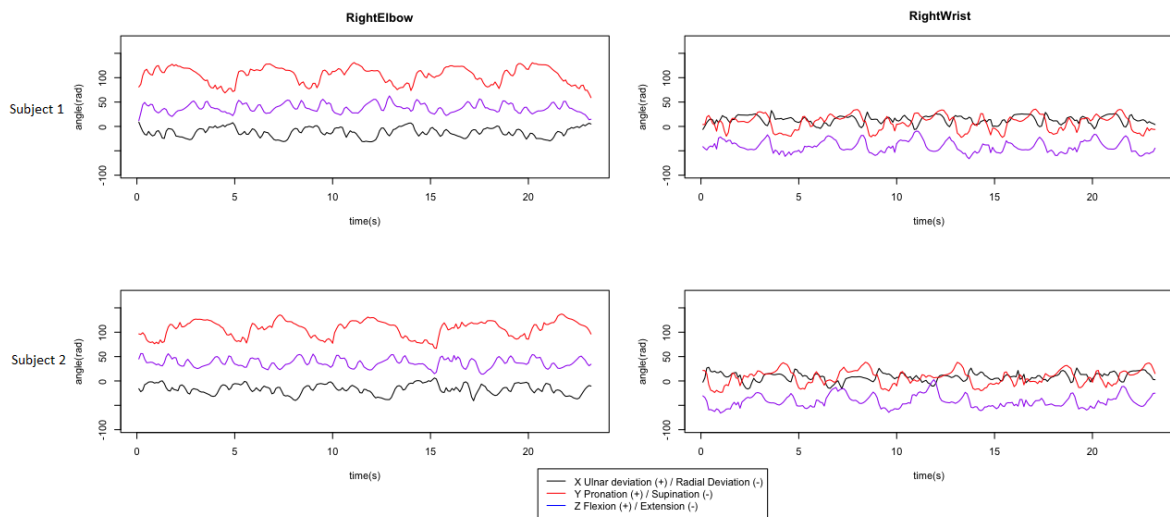 RightElbow
RightWrist
Subject 1
angle(rad)
100
50
0
-100
0
5
10
15
20
time(s)
angle(rad)
100
50
0
-100
0
5
10
15
20
time(s)
Subject 2
angle(rad)
100
50
0
-100
0
5
10
15
20
time(s)
angle(rad)
100
50
0
-100
0
5
10
15
20
time(s)
X Ulnar deviation (+) / Radial Deviation (-)
Y Pronation (+) / Supination (-)
Z Flexion (+) / Extension (-)